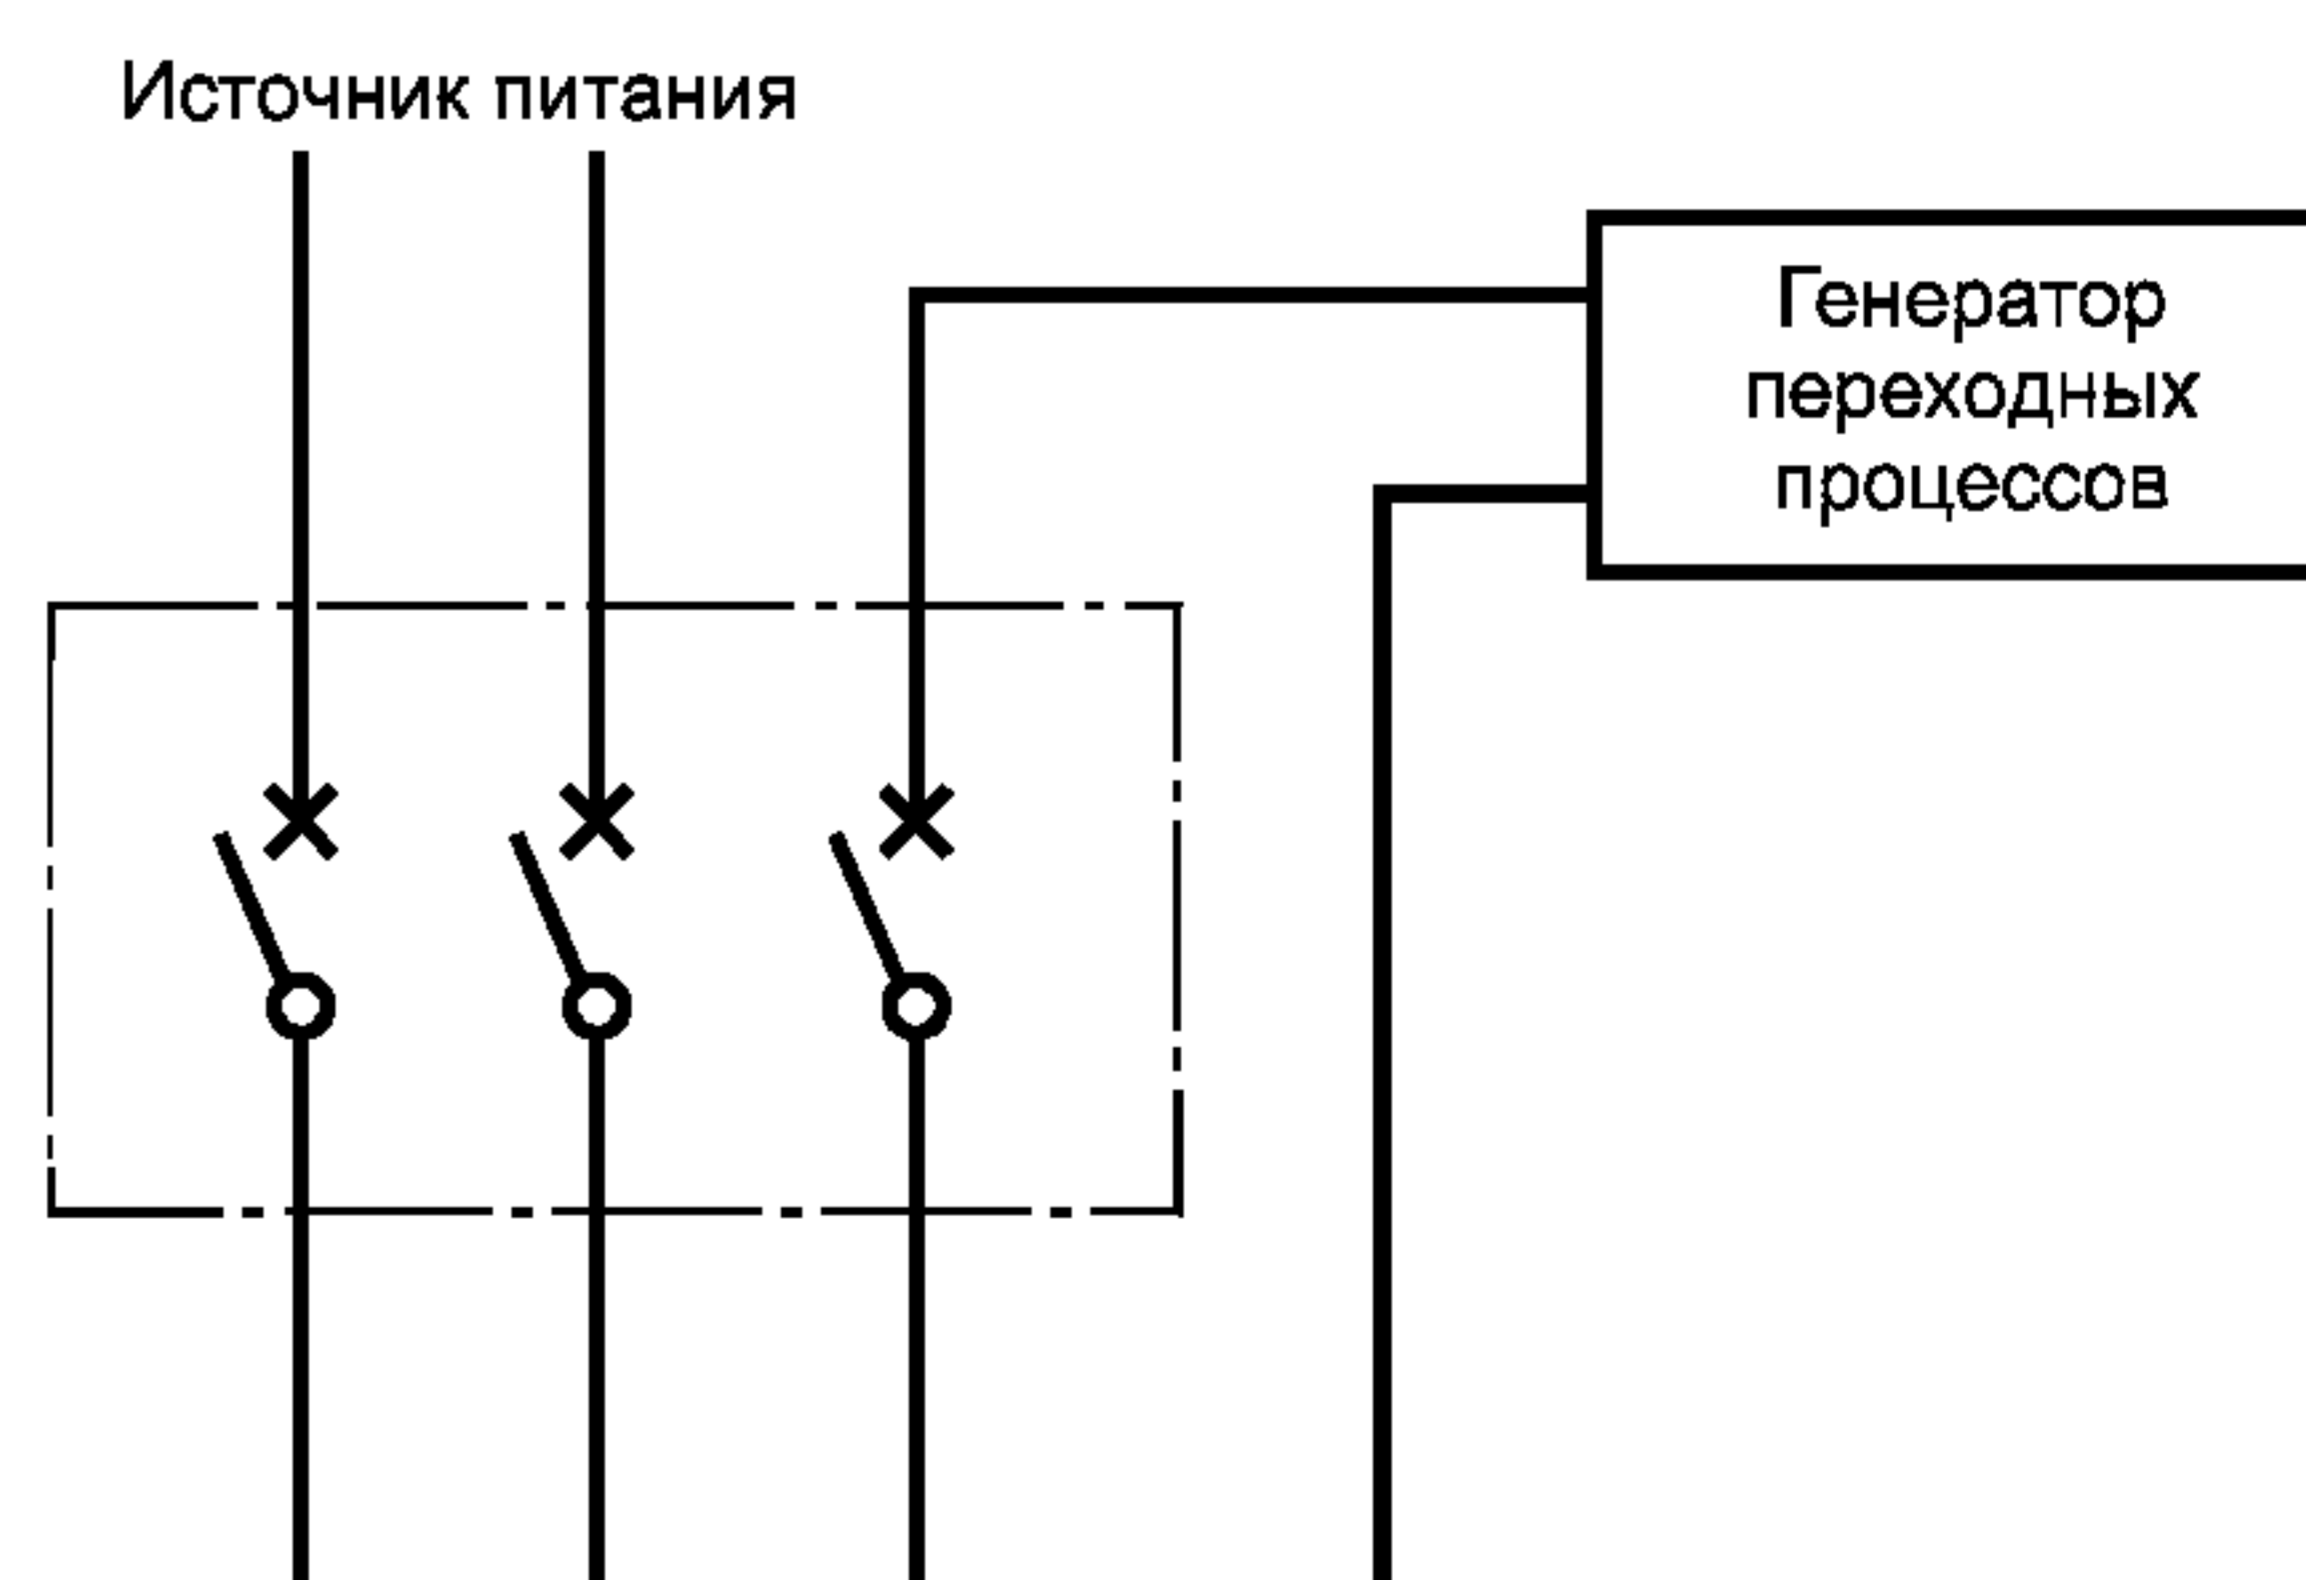 Источник питания
Генератор
переходных
процессов